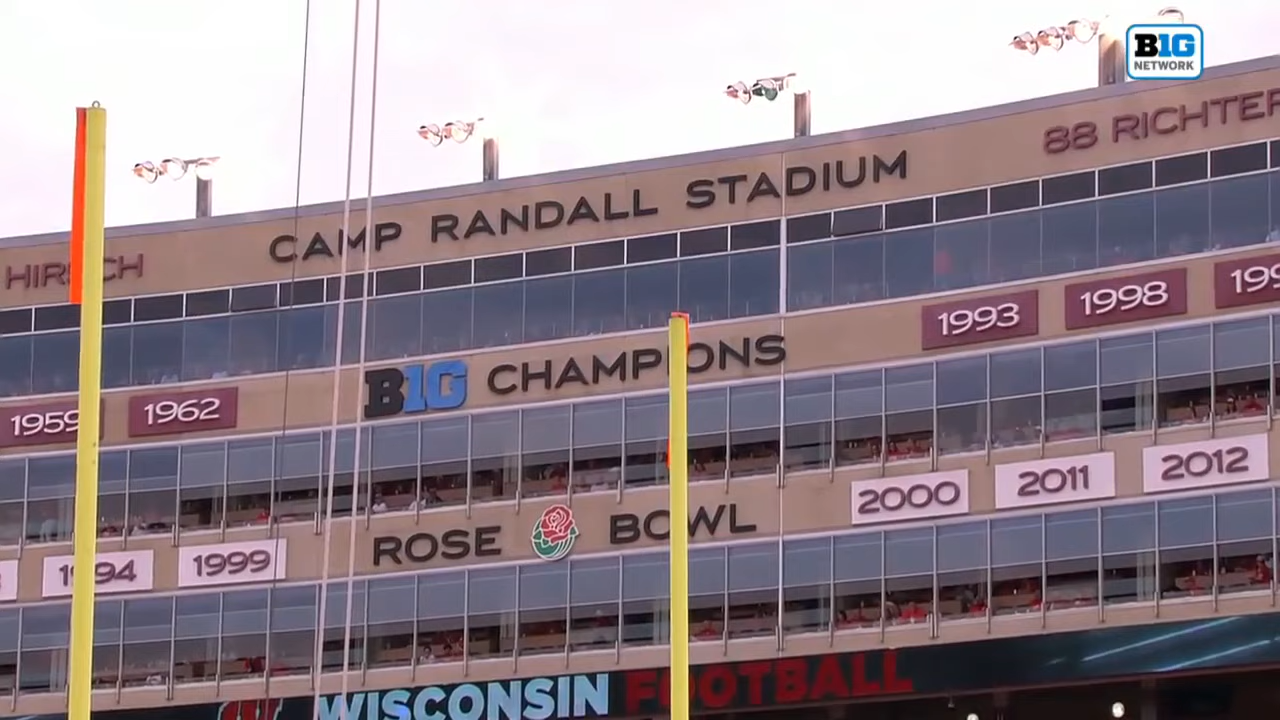 B1G
NETWORK
88 RICHTER
CAMP RANDALL STADIUM
HIRSCH
1993
1998
B1G CHAMPIONS
1959
1962
2000
2011
2012
ROSE BOWL
1994
1999
WISCONSIN FOOTBALL